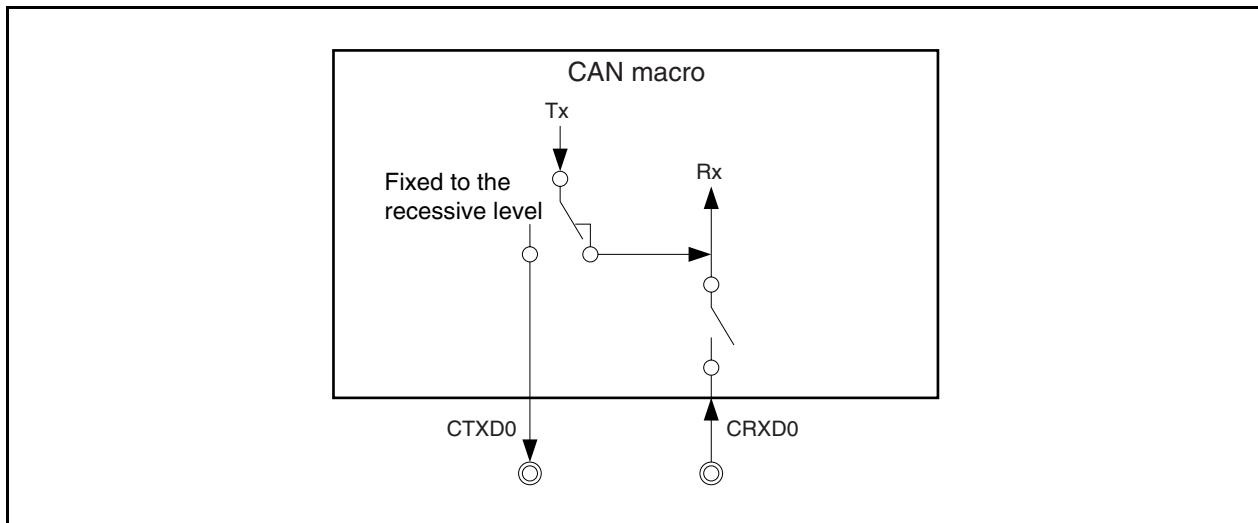 CAN macro
Tx
Rx
Fixed to the
recessive level
CTXD0
CRXD0